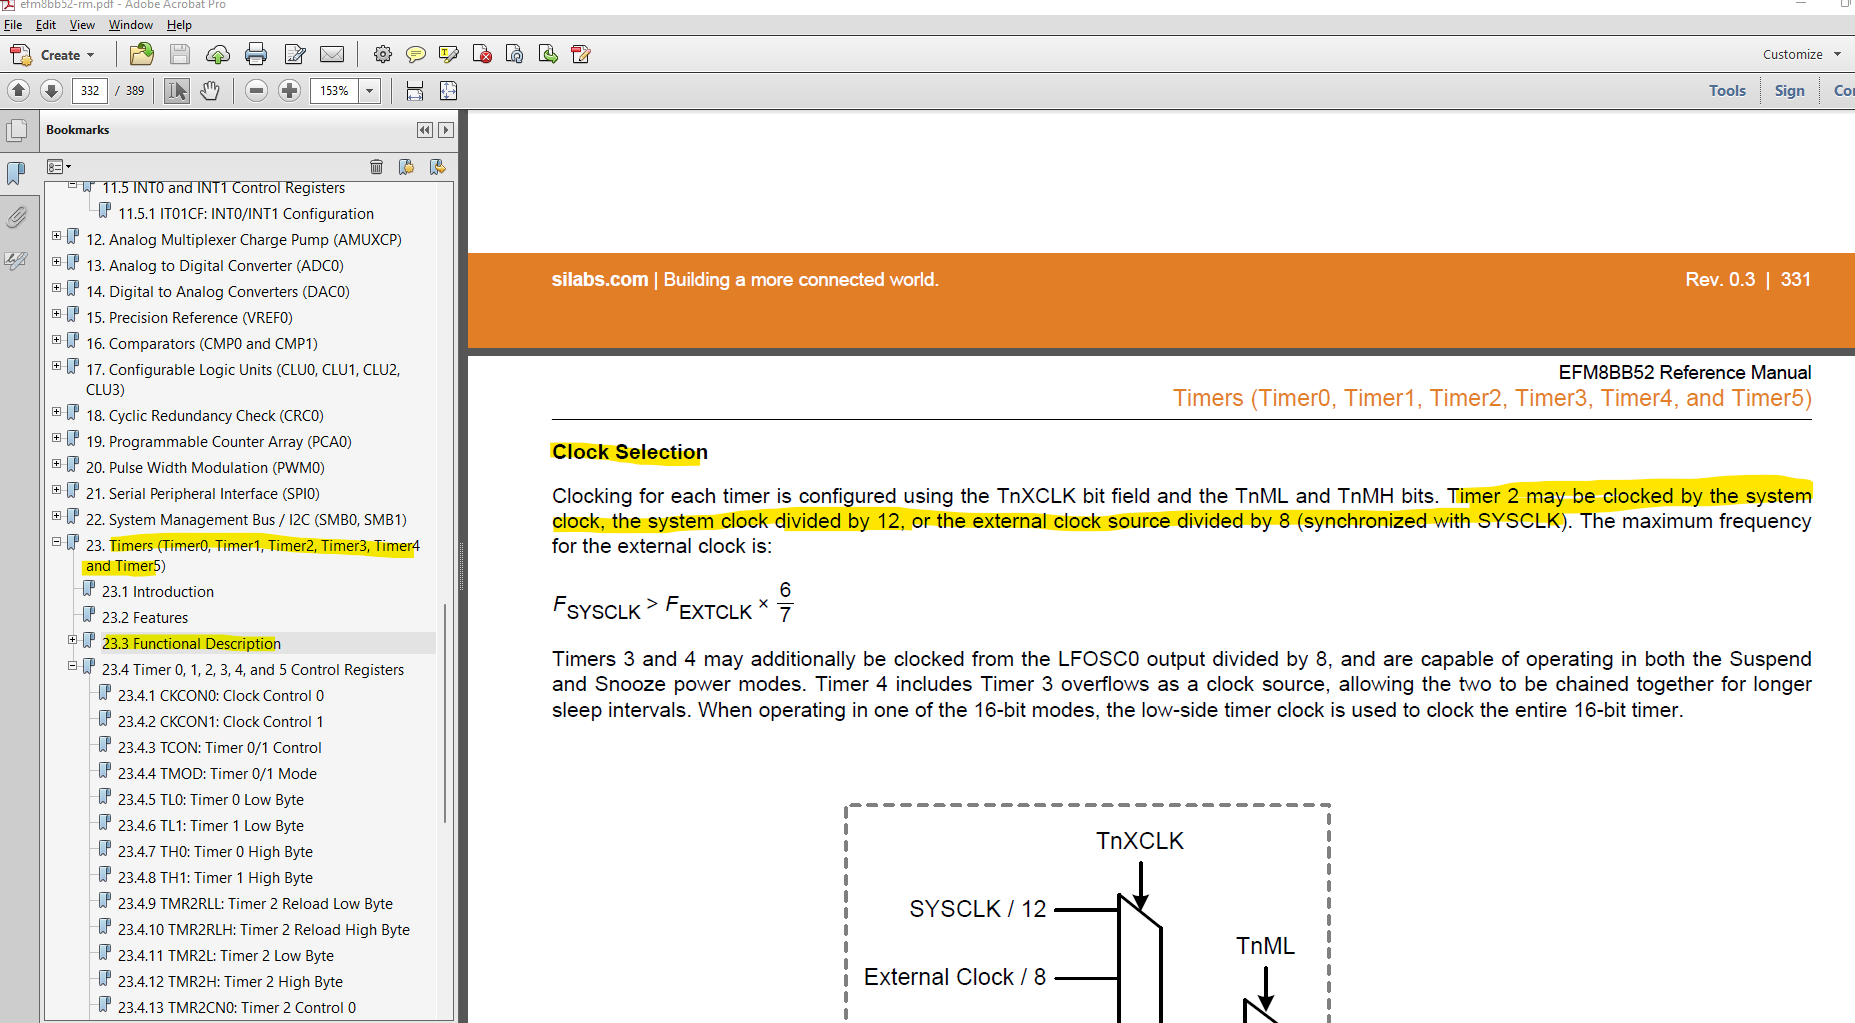 efm8bb52-rm.pdf - Adobe Acrobat Pro
File Edit View Window Help
Create
Customize
332 / 389
153%
Tools Sign
Bookmarks
11.5 INT0 and INT1 Control Registers
11.5.1 IT01CF: INT0/INT1 Configuration
12. Analog Multiplexer Charge Pump (AMUXCP)
13. Analog to Digital Converter (ADC0)
14. Digital to Analog Converters (DAC0)
15. Precision Reference (VREF0)
16. Comparators (CMP0 and CMP1)
17. Configurable Logic Units (CLU0, CLU1, CLU2,
CLU3)
18. Cyclic Redundancy Check (CRC0)
19. Programmable Counter Array (PCA0)
20. Pulse Width Modulation (PWM0)
21. Serial Peripheral Interface (SPI0)
22. System Management Bus / I2C (SMB0, SMB1)
23. Timers (Timer0, Timer1, Timer2, Timer3, Timer4
and Timer5)
23.1 Introduction
23.2 Features
23.3 Functional Description
23.4 Timer 0, 1, 2, 3, 4, and 5 Control Registers
23.4.1 CKCON0: Clock Control 0
23.4.2 CKCON1: Clock Control 1
23.4.3 TCON: Timer 0/1 Control
23.4.4 TMOD: Timer 0/1 Mode
23.4.5 TL0: Timer 0 Low Byte
23.4.6 TL1: Timer 1 Low Byte
23.4.7 TH0: Timer 0 High Byte
23.4.8 TH1: Timer 1 High Byte
23.4.9 TMR2RLL: Timer 2 Reload Low Byte
23.4.10 TMR2RLH: Timer 2 Reload High Byte
23.4.11 TMR2L: Timer 2 Low Byte
23.4.12 TMR2H: Timer 2 High Byte
23.4.13 TMR2CN0: Timer 2 Control 0
silabs.com | Building a more connected world.
Rev. 0.3 | 331
EFM8BB52 Reference Manual
Timers (Timer0, Timer1, Timer2, Timer3, Timer4, and Timer5)
Clock Selection
Clocking for each timer is configured using the TnXCLK bit field and the TnML and TnMH bits. Timer 2 may be clocked by the system
clock, the system clock divided by 12, or the external clock source divided by 8 (synchronized with SYSCLK). The maximum frequency
for the external clock is:
F SYSCLK > F EXTCLK × 6/7
Timers 3 and 4 may additionally be clocked from the LFOSC0 output divided by 8, and are capable of operating in both the Suspend
and Snooze power modes. Timer 4 includes Timer 3 overflows as a clock source, allowing the two to be chained together for longer
sleep intervals. When operating in one of the 16-bit modes, the low-side timer clock is used to clock the entire 16-bit timer.
TnXCLK
SYSCLK / 12
TnML
External Clock / 8